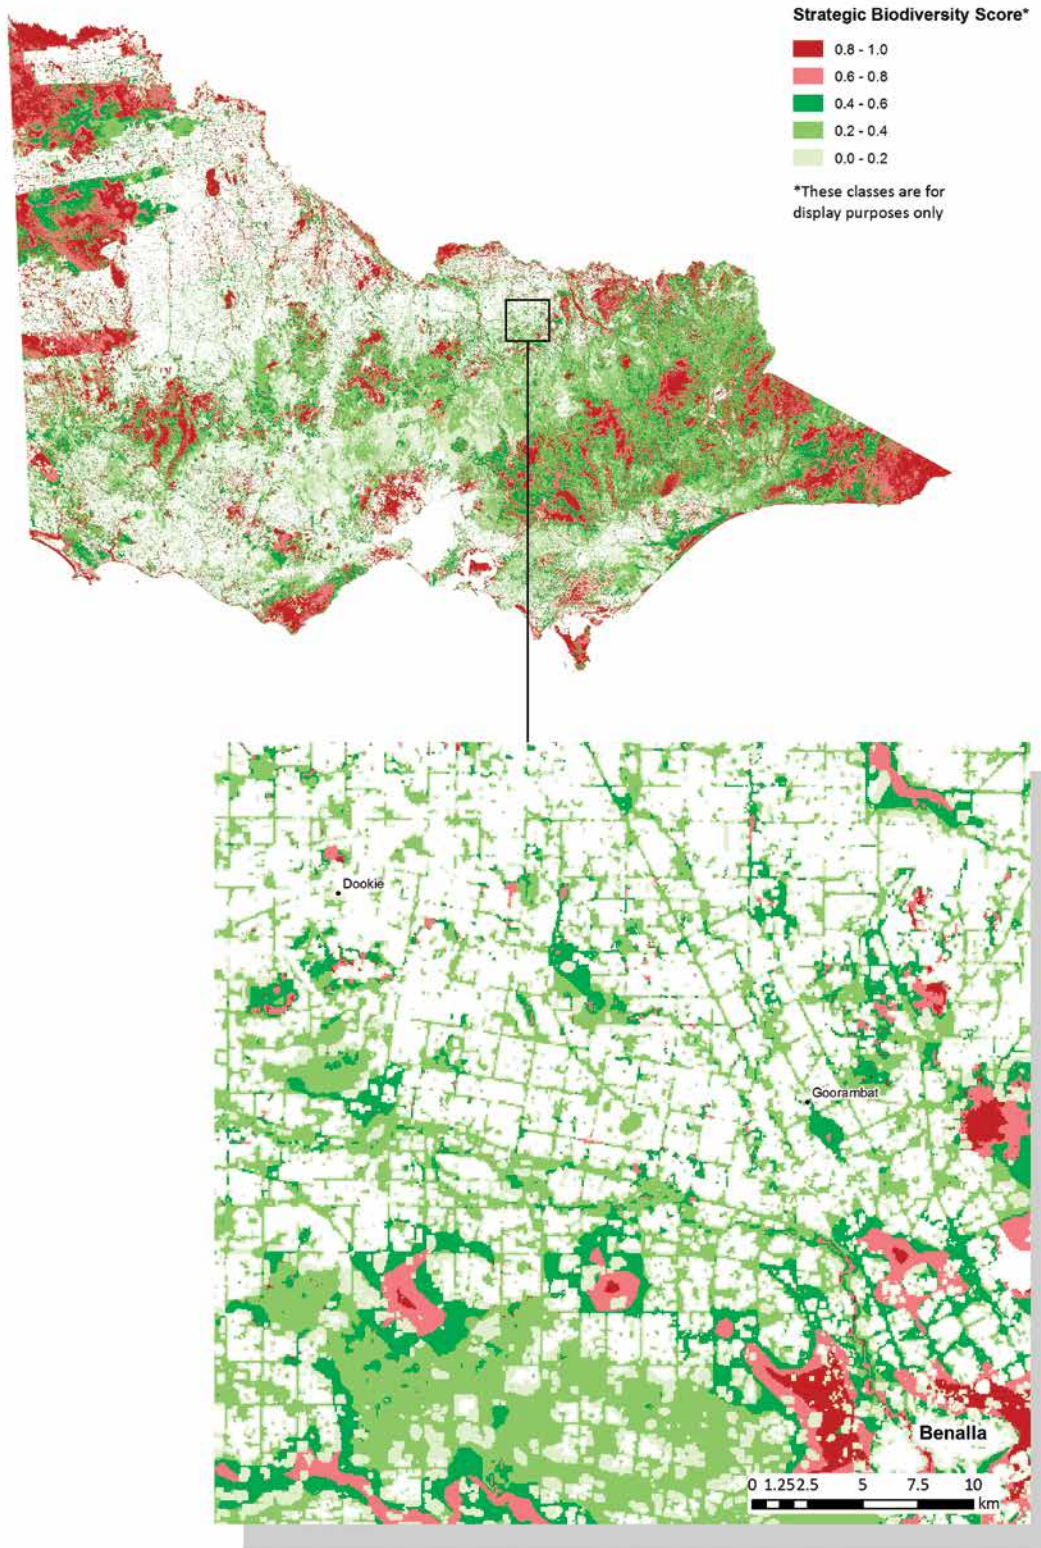 Strategic Biodiversity Score*
0.8 - 1.0
0.6 - 0.8
0.4 - 0.6
0.2 - 0.4
0.0 - 0.2
*These classes are for
display purposes only
Dookie
Goorambat
Benalla
0 1.25 2.5 5 7.5 10
km